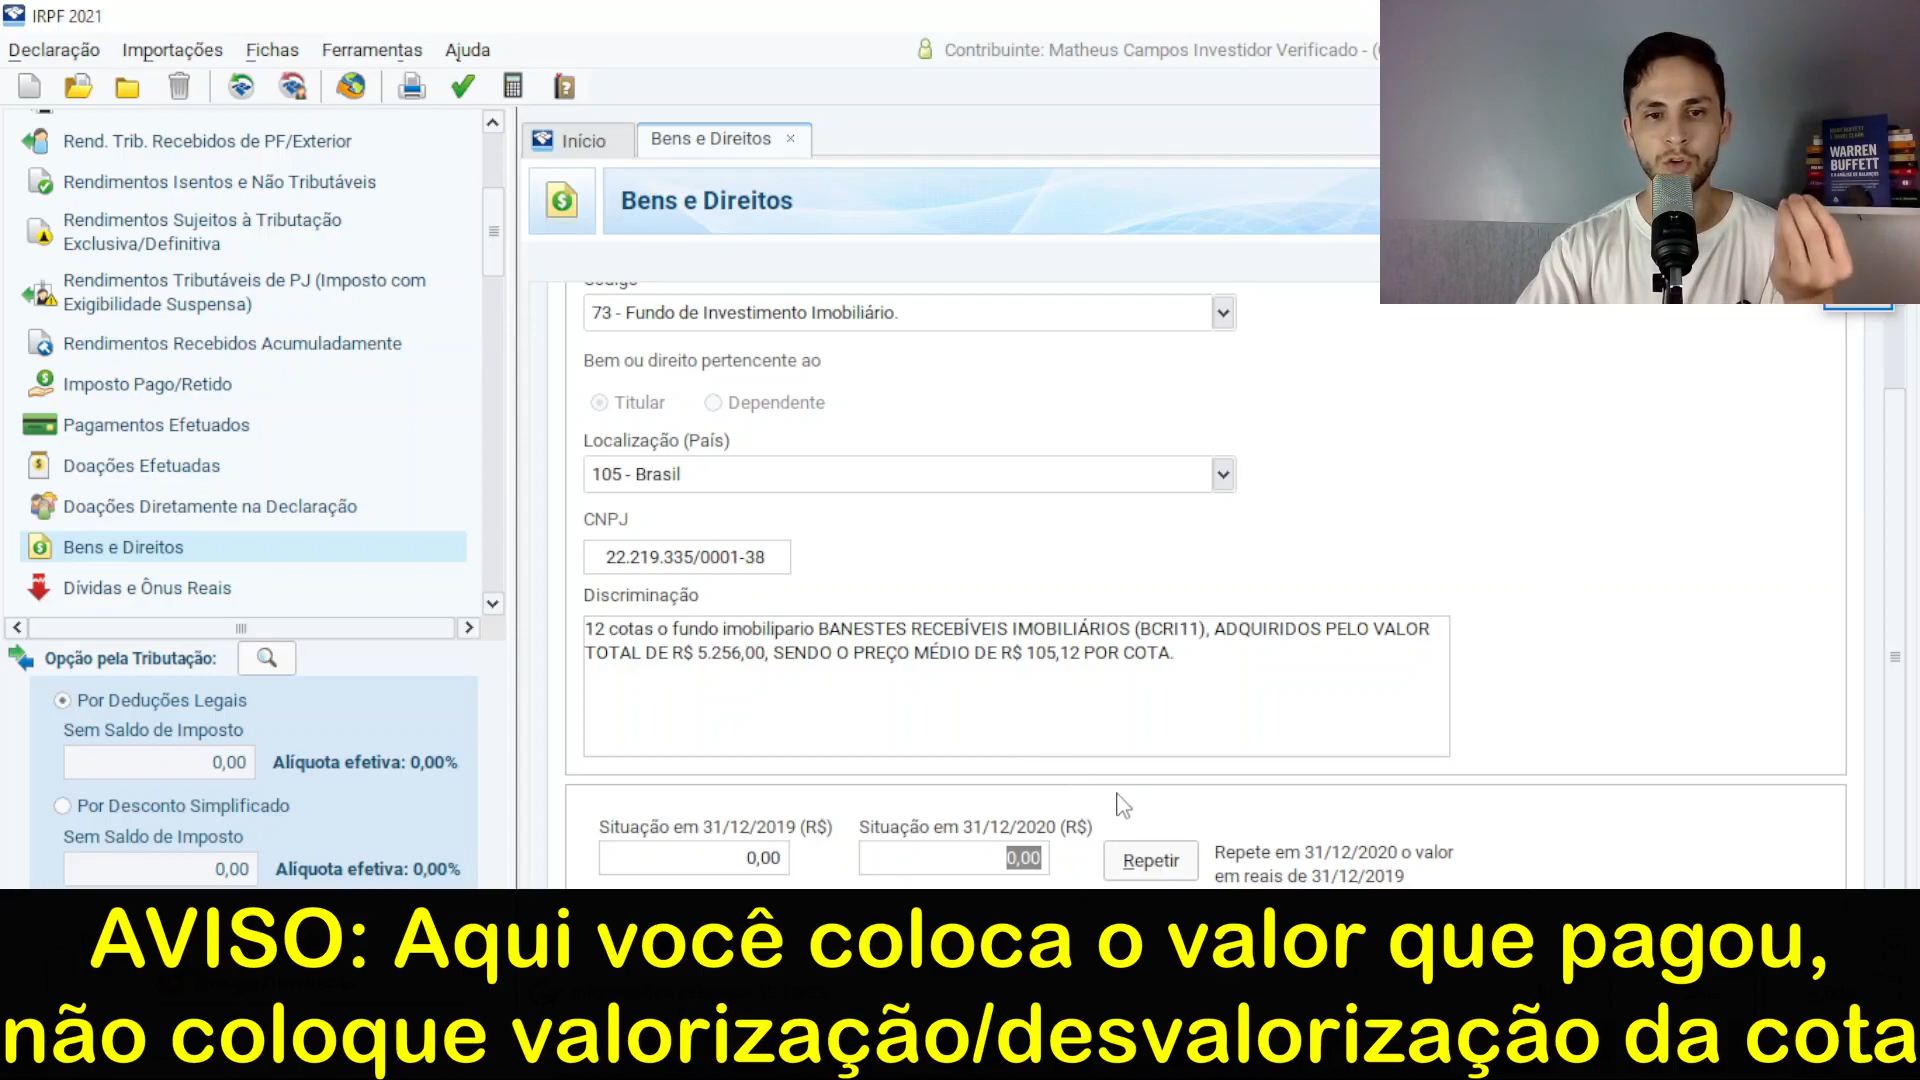 IRPF 2021
Declaração Importações Fichas Ferramentas Ajuda
Contribuinte: Matheus Campos Investidor Verificado - (
Rend. Trib. Recebidos de PF/Exterior
Rendimentos Isentos e Não Tributáveis
Rendimentos Sujeitos à Tributação
Exclusiva/Definitiva
Rendimentos Tributáveis de PJ (Imposto com
Exigibilidade Suspensa)
Rendimentos Recebidos Acumuladamente
Imposto Pago/Retido
Pagamentos Efetuados
Doações Efetuadas
Doações Diretamente na Declaração
Bens e Direitos
Dívidas e Ônus Reais
Opção pela Tributação:
Por Deduções Legais
Sem Saldo de Imposto
0,00 Alíquota efetiva: 0,00%
Por Desconto Simplificado
Sem Saldo de Imposto
0,00 Alíquota efetiva: 0,00%
Início
Bens e Direitos ×
Bens e Direitos
Código
73 - Fundo de Investimento Imobiliário.
Bem ou direito pertencente ao
Titular Dependente
Localização (País)
105 - Brasil
CNPJ
22.219.335/0001-38
Discriminação
12 cotas o fundo imobilipario BANESTES RECEBÍVEIS IMOBILIÁRIOS (BCRI11), ADQUIRIDOS PELO VALOR
TOTAL DE R$ 5.256,00, SENDO O PREÇO MÉDIO DE R$ 105,12 POR COTA.
Situação em 31/12/2019 (R$) Situação em 31/12/2020 (R$)
0,00 0,00 Repetir
Repete em 31/12/2020 o valor
em reais de 31/12/2019
WARREN
BUFFETT
AVISO: Aqui você coloca o valor que pagou,
não coloque valorização/desvalorização da cota